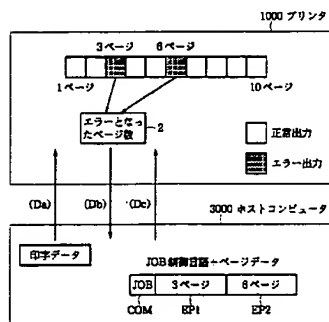 1000 プリンタ
3ページ 6ページ
1ページ 10ページ
エラーとなっ
たページ数
2
正常出力
エラー出力
(Da) (Db) (Dc)
3000 ホストコンピュータ
印字データ
JOB制御言語+ページデータ
JOB 3ページ 6ページ
COM EP1 EP2